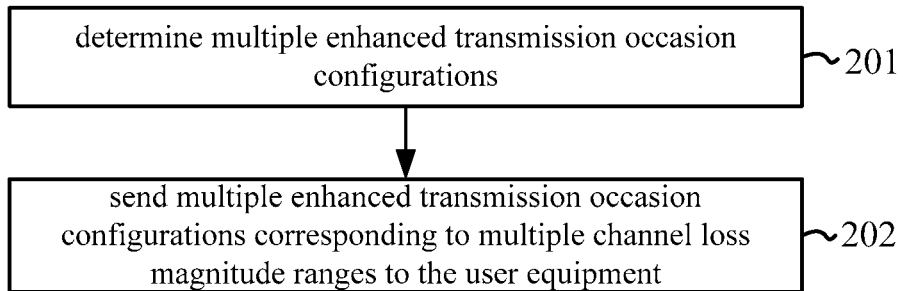 determine multiple enhanced transmission occasion
configurations
201
send multiple enhanced transmission occasion
configurations corresponding to multiple channel loss
magnitude ranges to the user equipment
202